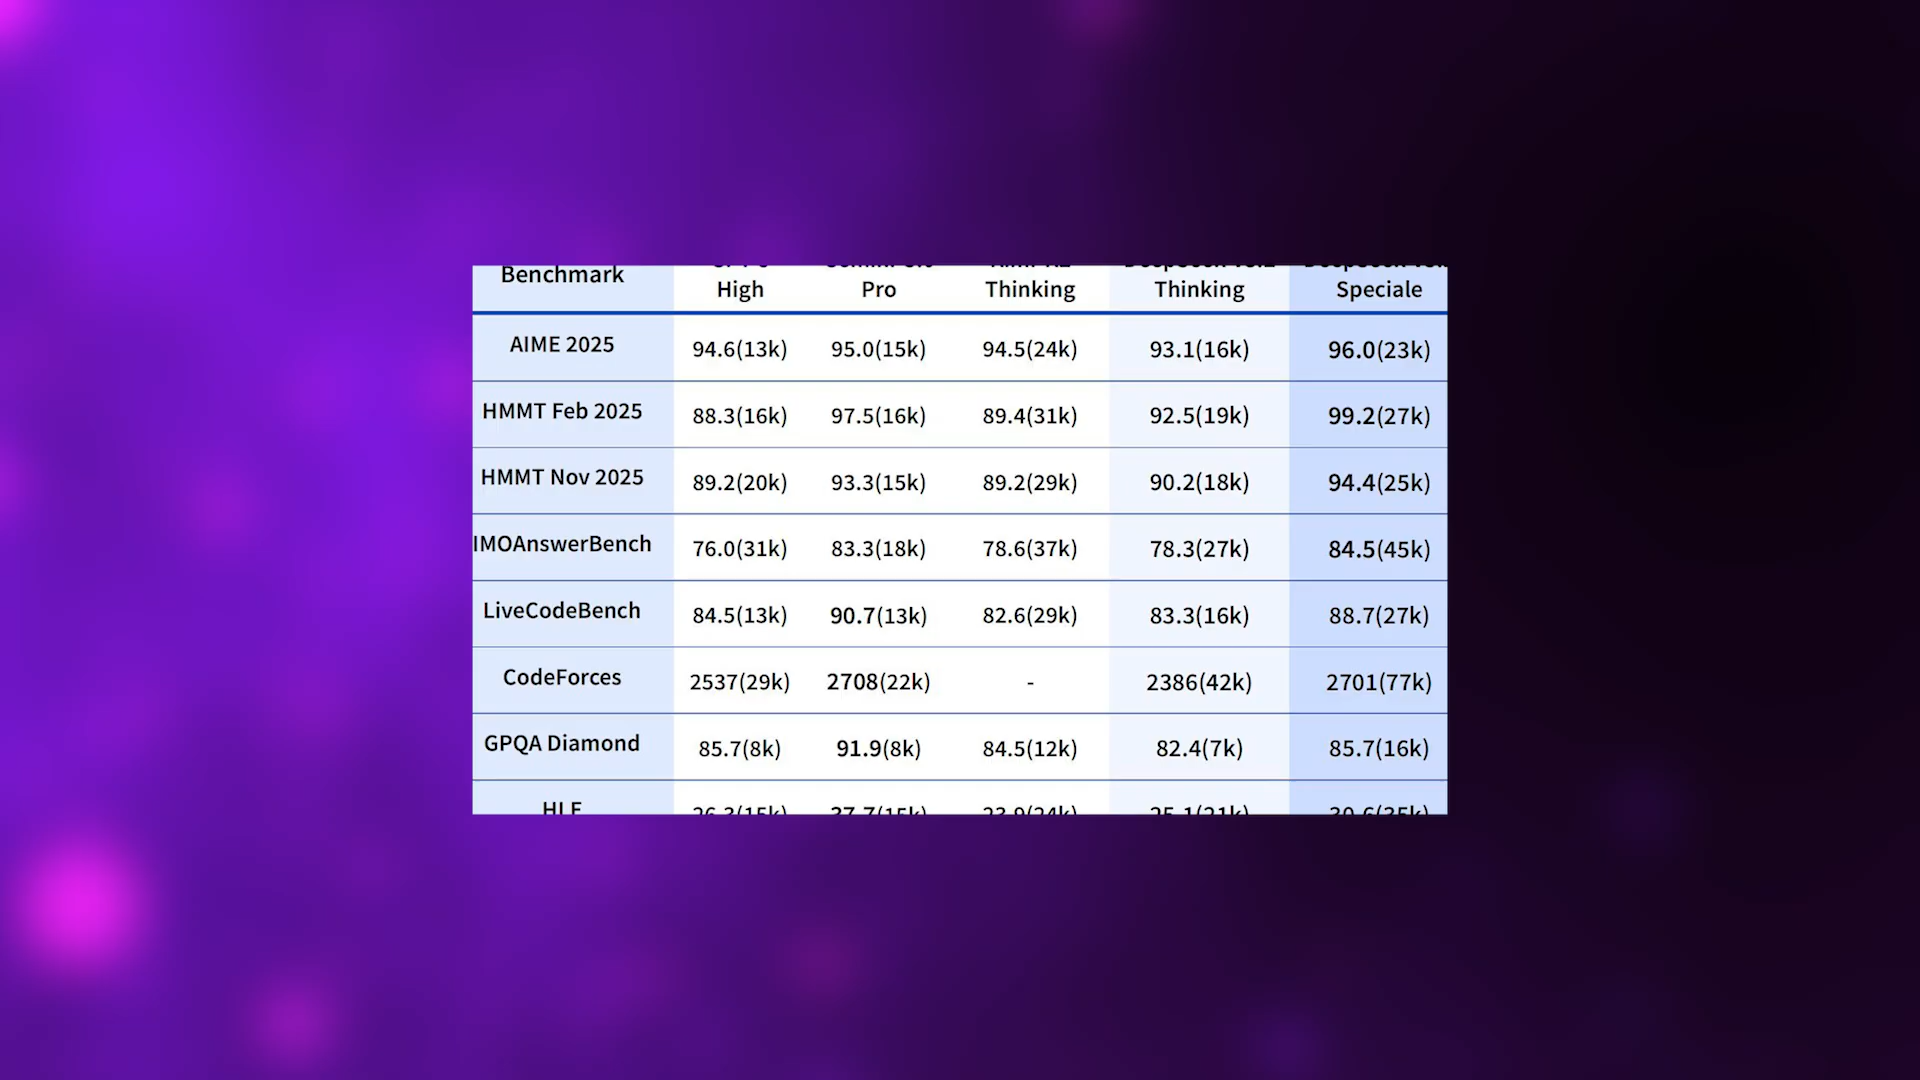 Benchmark High Pro Thinking Thinking Speciale
AIME 2025 94.6(13k) 95.0(15k) 94.5(24k) 93.1(16k) 96.0(23k)
HMMT Feb 2025 88.3(16k) 97.5(16k) 89.4(31k) 92.5(19k) 99.2(27k)
HMMT Nov 2025 89.2(20k) 93.3(15k) 89.2(29k) 90.2(18k) 94.4(25k)
IMOAnswerBench 76.0(31k) 83.3(18k) 78.6(37k) 78.3(27k) 84.5(45k)
LiveCodeBench 84.5(13k) 90.7(13k) 82.6(29k) 83.3(16k) 88.7(27k)
CodeForces 2537(29k) 2708(22k) - 2386(42k) 2701(77k)
GPQA Diamond 85.7(8k) 91.9(8k) 84.5(12k) 82.4(7k) 85.7(16k)
HLE